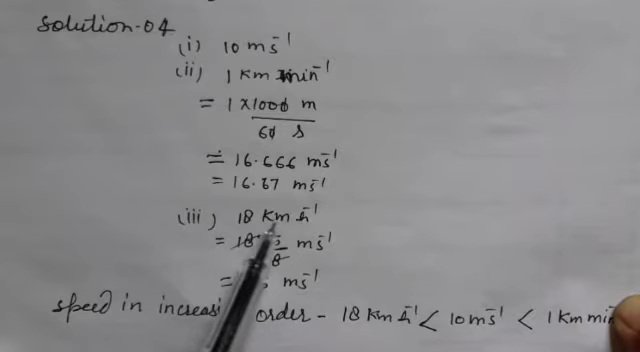 Solution-04
(i) 10 ms⁻¹
(ii) 1 Km min⁻¹
= 1 x 1000 m
60 s
= 16.666 ms⁻¹
= 16.67 ms⁻¹
(iii) 18 Km h⁻¹
= 18 ms⁻¹
= ms⁻¹
speed in order - 18 Km h⁻¹ < 10 ms⁻¹ < 1 Km min